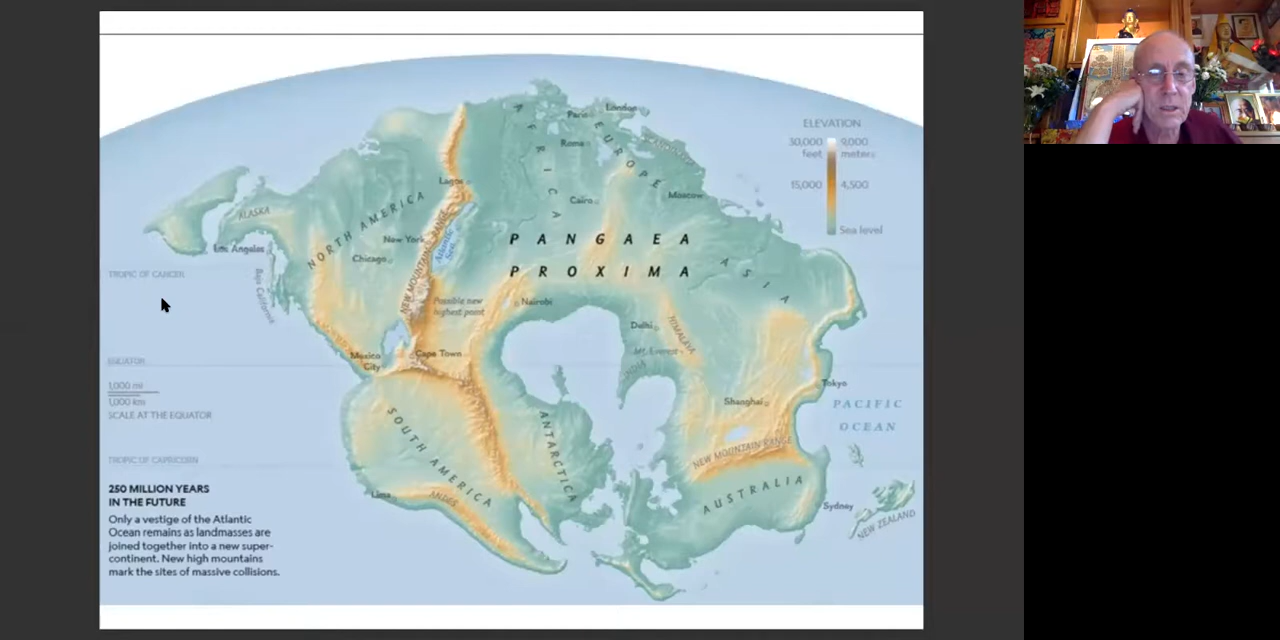 AFRICA
Paris
London
EUROPE
Rome
ELEVATION
30,000 feet
9,000 meters
15,000
4,500
Sea level
Lagos
Cairo
Moscow
ALASKA
NORTH AMERICA
New York
Los Angeles
Chicago
Atlantic Sea
NEW MOUNTAIN RANGE
PANGAEA
PROXIMA
ASIA
TROPIC OF CANCER
Baja California
Possible new
highest point
Nairobi
Delhi
HIMALAYA
Mt. Everest
INDIA
EQUATOR
Mexico
City
Cape Town
1,000 mi
1,000 km
SCALE AT THE EQUATOR
Tokyo
Shanghai
PACIFIC
OCEAN
SOUTH AMERICA
ANTARCTICA
NEW MOUNTAIN RANGE
TROPIC OF CAPRICORN
AUSTRALIA
Lima
ANDES
Sydney
NEW ZEALAND
250 MILLION YEARS
IN THE FUTURE
Only a vestige of the Atlantic
Ocean remains as landmasses are
joined together into a new super-
continent. New high mountains
mark the sites of massive collisions.